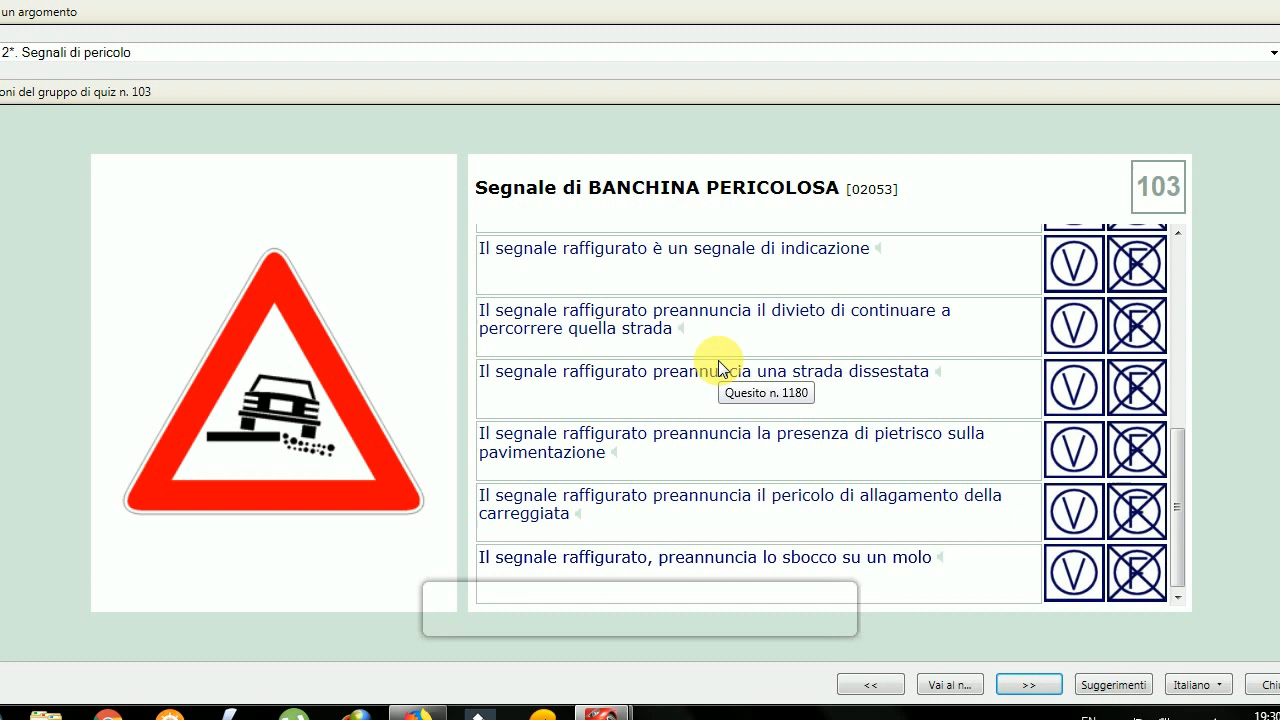 un argomento
2*. Segnali di pericolo
oni del gruppo di quiz n. 103
Segnale di BANCHINA PERICOLOSA [02053]
103
Il segnale raffigurato è un segnale di indicazione
V F
Il segnale raffigurato preannuncia il divieto di continuare a
percorrere quella strada
V F
Il segnale raffigurato preannuncia una strada dissestata
V F
Quesito n. 1180
Il segnale raffigurato preannuncia la presenza di pietrisco sulla
pavimentazione
V F
Il segnale raffigurato preannuncia il pericolo di allagamento della
carreggiata
V F
Il segnale raffigurato, preannuncia lo sbocco su un molo
V F
<< Vai al n... >> Suggerimenti Italiano Chi
EN 19:30